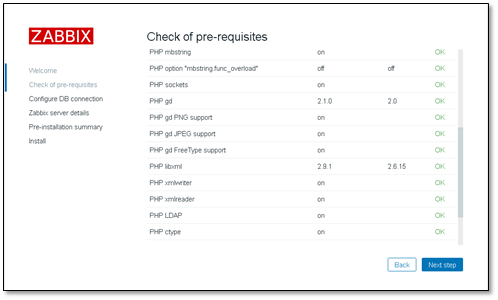 ZABBIX
Check of pre-requisites
Welcome
Check of pre-requisites
Configure DB connection
Zabbix server details
Pre-installation summary
Install
PHP mbstring on OK
PHP option "mbstring.func_overload" off off OK
PHP sockets on OK
PHP gd 2.1.0 2.0 OK
PHP gd PNG support on OK
PHP gd JPEG support on OK
PHP gd FreeType support on OK
PHP libxml 2.9.1 2.6.15 OK
PHP xmlwriter on OK
PHP xmlreader on OK
PHP LDAP on OK
PHP ctype on OK
Back Next step